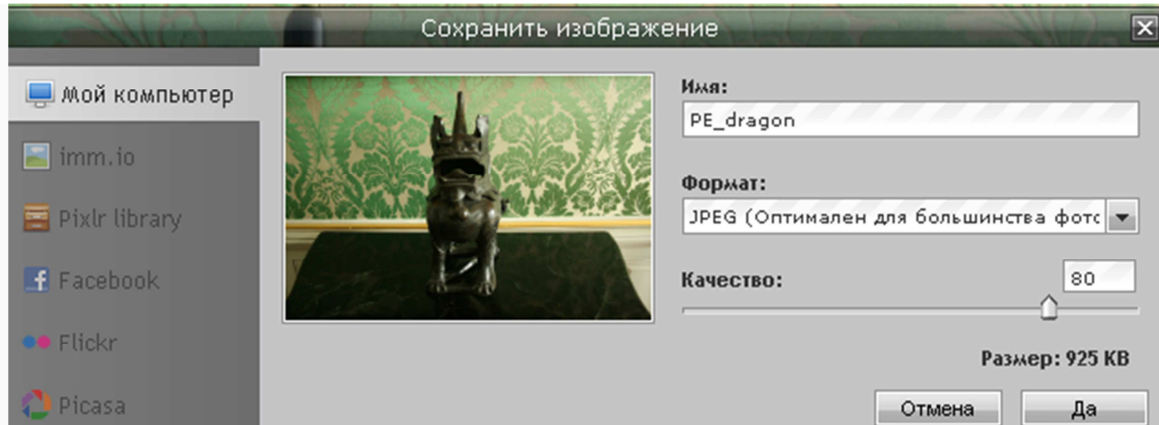 Сохранить изображение
Мой компьютер
imm.io
Pixlr library
Facebook
Flickr
Picasa
Имя:
PE_dragon
Формат:
JPEG (Оптимален для большинства фотс
Качество:
80
Размер: 925 KB
Отмена
Да